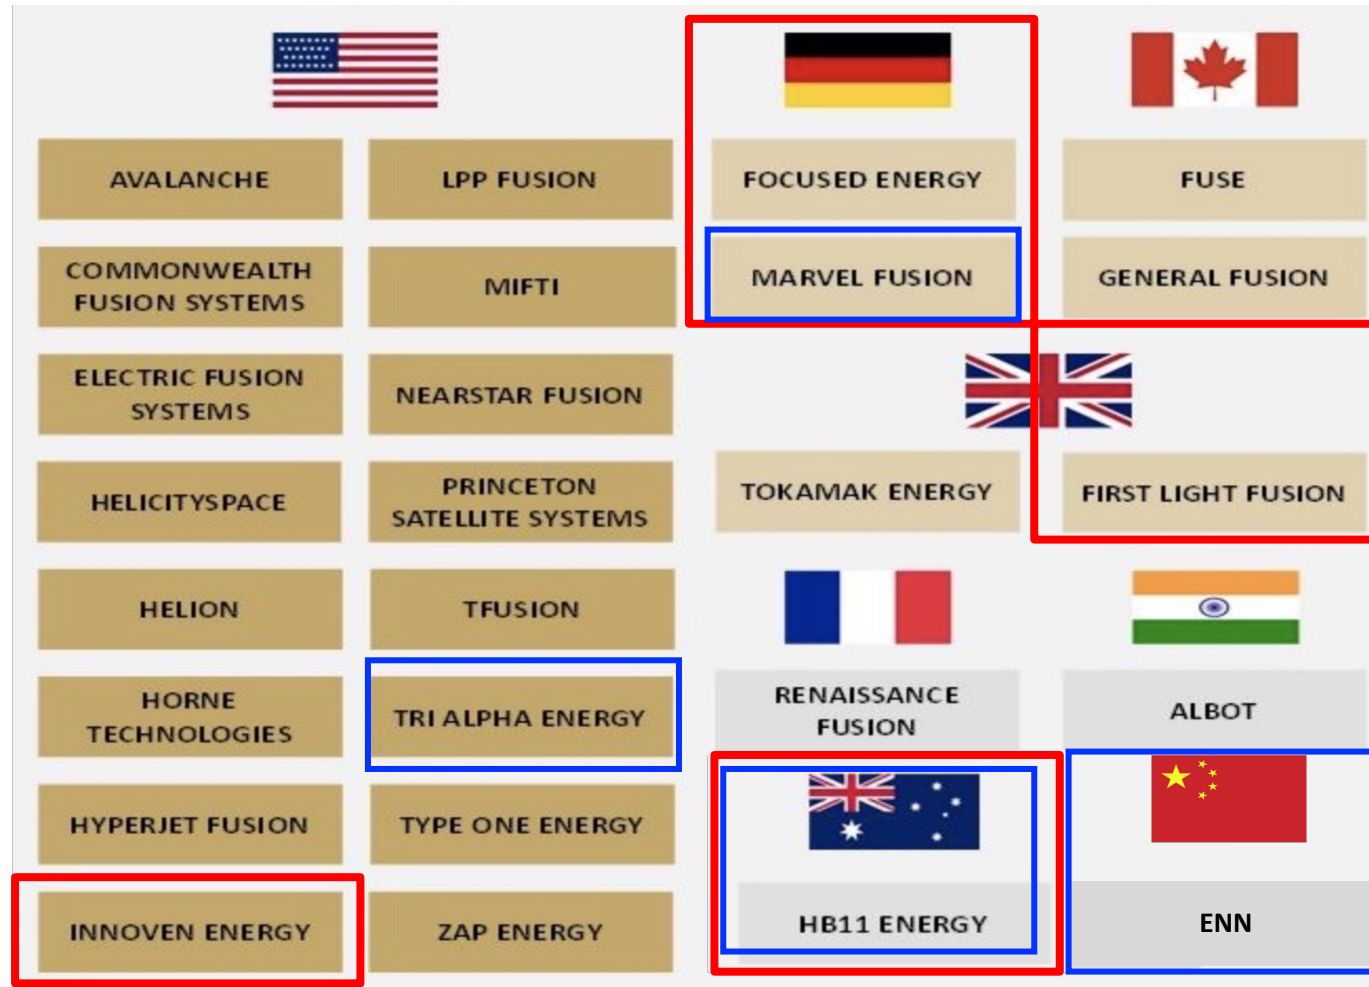 AVALANCHE
LPP FUSION
COMMONWEALTH
FUSION SYSTEMS
MIFTI
ELECTRIC FUSION
SYSTEMS
NEARSTAR FUSION
HELICITYSPACE
PRINCETON
SATELLITE SYSTEMS
HELION
TFUSION
HORNE
TECHNOLOGIES
TRI ALPHA ENERGY
HYPERJET FUSION
TYPE ONE ENERGY
INNOVEN ENERGY
ZAP ENERGY
FOCUSED ENERGY
MARVEL FUSION
FUSE
GENERAL FUSION
TOKAMAK ENERGY
FIRST LIGHT FUSION
RENAISSANCE
FUSION
ALBOT
HB11 ENERGY
ENN